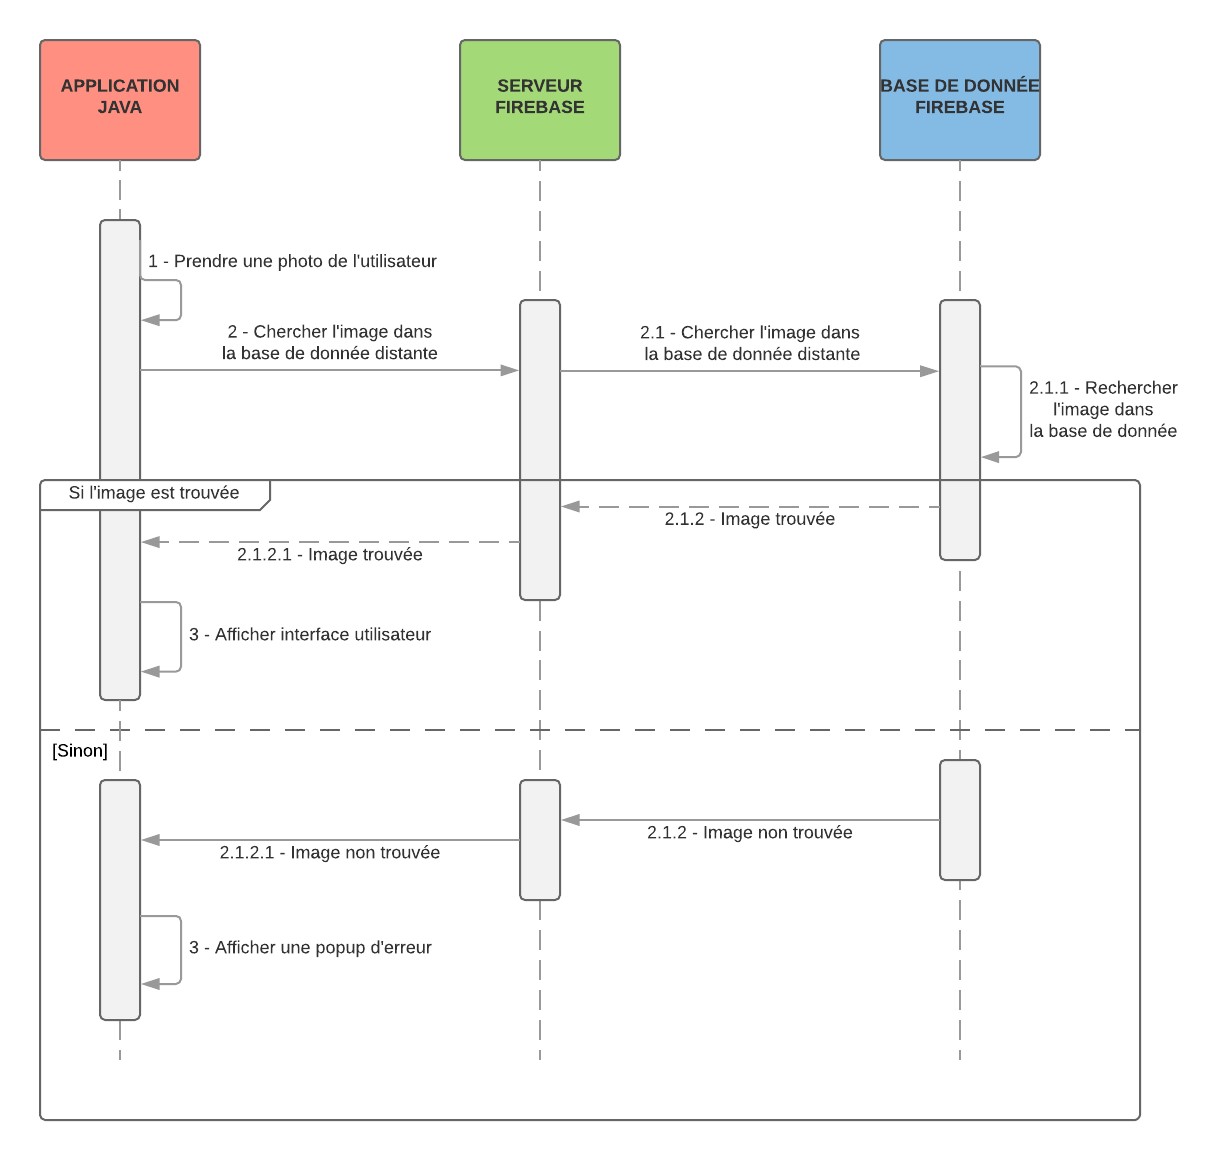 APPLICATION
JAVA
SERVEUR
FIREBASE
BASE DE DONNÉE
FIREBASE
1 - Prendre une photo de l'utilisateur
2 - Chercher l'image dans
la base de donnée distante
2.1 - Chercher l'image dans
la base de donnée distante
2.1.1 - Rechercher
l'image dans
la base de donnée
Si l'image est trouvée
2.1.2 - Image trouvée
2.1.2.1 - Image trouvée
3 - Afficher interface utilisateur
[Sinon]
2.1.2 - Image non trouvée
2.1.2.1 - Image non trouvée
3 - Afficher une popup d'erreur